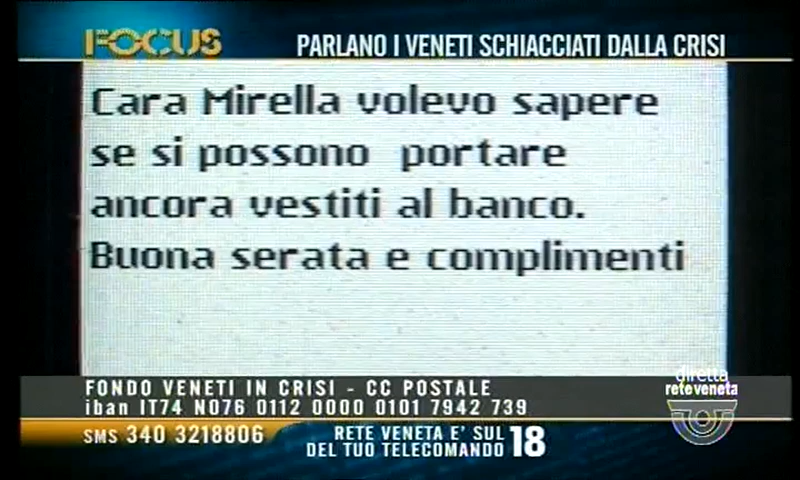 FOCUS
PARLANO I VENETI SCHIACCIATI DALLA CRISI
Cara Mirella volevo sapere
se si possono portare
ancora vestiti al banco.
Buona serata e complimenti
FONDO VENETI IN CRISI - CC POSTALE
iban IT74 N076 0112 0000 0101 7942 739
diretta
reteveneta
SMS 340 3218806
RETE VENETA E' SUL
DEL TUO TELECOMANDO 18